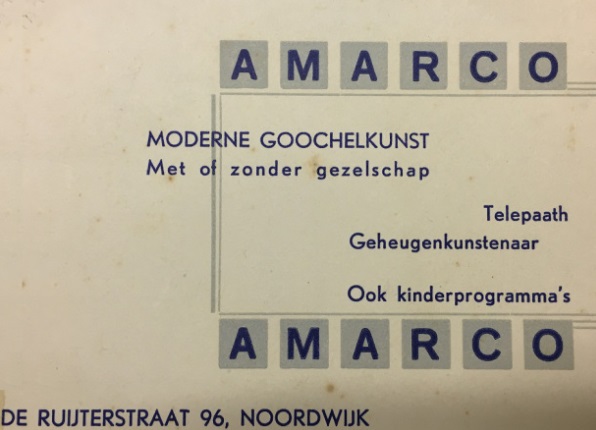 AMARCO
MODERNE GOOCHELKUNST
Met of zonder gezelschap
Telepaath
Geheugenkunstenaar
Ook kinderprogramma's
AMARCO
DE RUIJTERSTRAAT 96, NOORDWIJK